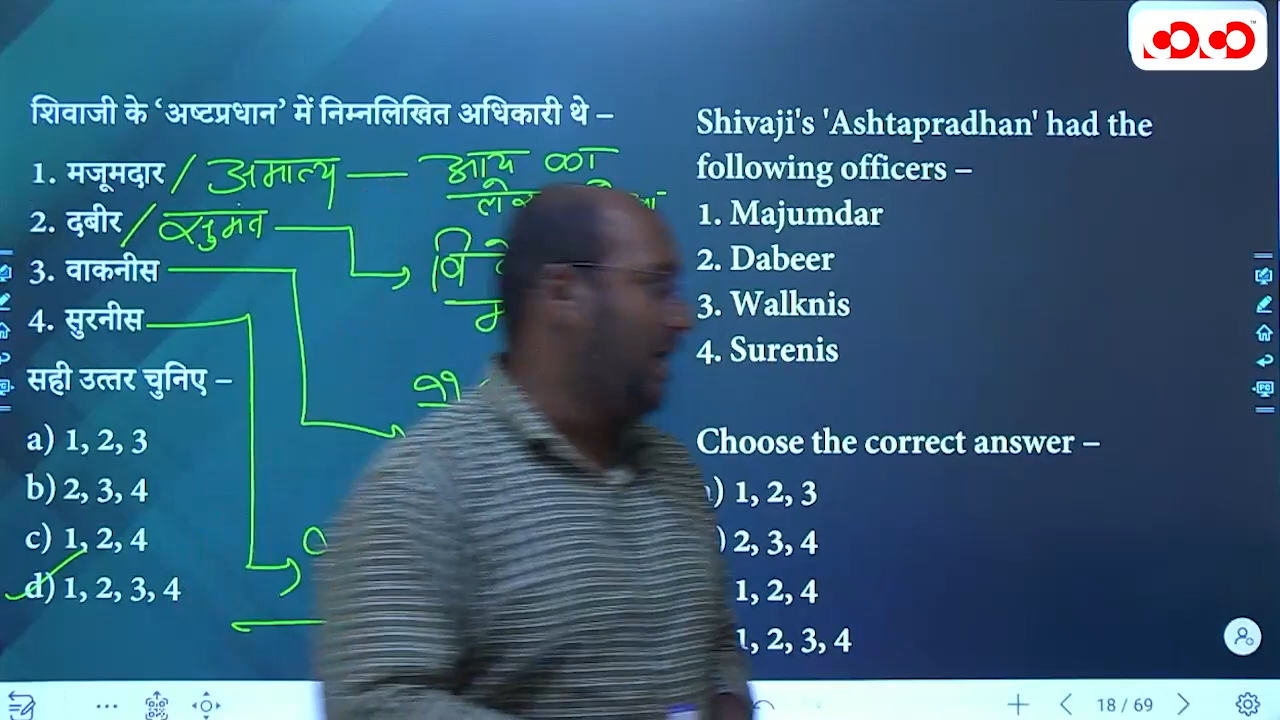 शिवाजी के ‘अष्टप्रधान’ में निम्नलिखित अधिकारी थे –
1. मजूमदार / अमात्य — आय का
2. दबीर / सुमंत
3. वाकनीस
4. सुरनीस
सही उत्तर चुनिए –
a) 1, 2, 3
b) 2, 3, 4
c) 1, 2, 4
d) 1, 2, 3, 4
Shivaji's 'Ashtapradhan' had the
following officers –
1. Majumdar
2. Dabeer
3. Walknis
4. Surenis
Choose the correct answer –
) 1, 2, 3
) 2, 3, 4
1, 2, 4
1, 2, 3, 4
18 / 69